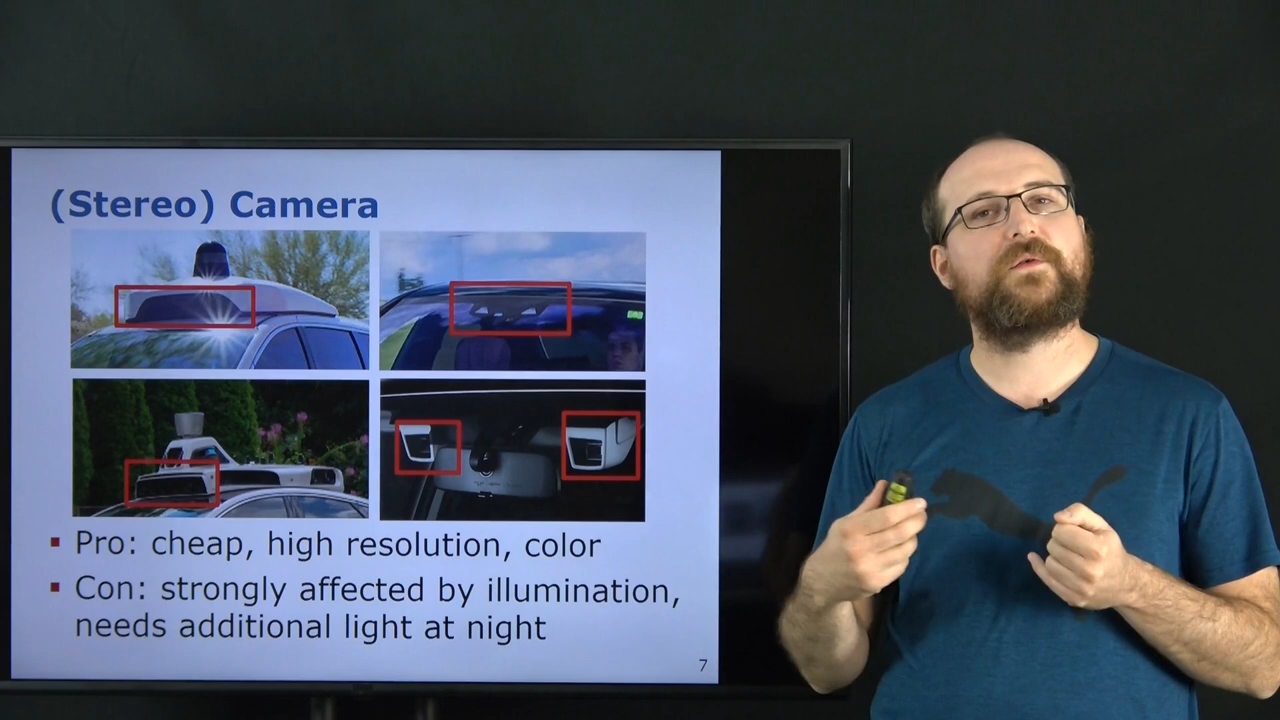 (Stereo) Camera
▪ Pro: cheap, high resolution, color
▪ Con: strongly affected by illumination,
needs additional light at night
7